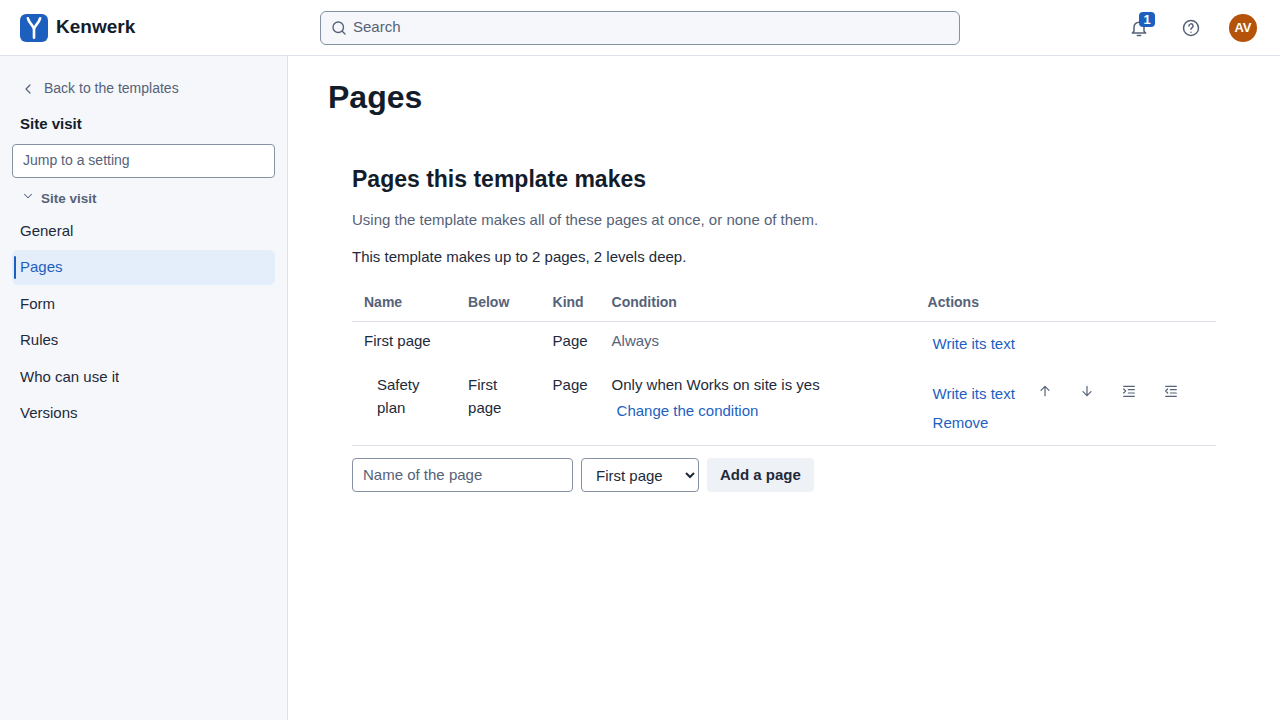 Kenwerk
Search
1
AV
Back to the templates
Site visit
Jump to a setting
Site visit
General
Pages
Form
Rules
Who can use it
Versions
Pages
Pages this template makes
Using the template makes all of these pages at once, or none of them.
This template makes up to 2 pages, 2 levels deep.
Name Below Kind Condition Actions
First page Page Always Write its text
Safety plan First page Page Only when Works on site is yes Change the condition Write its text Remove
Name of the page First page Add a page